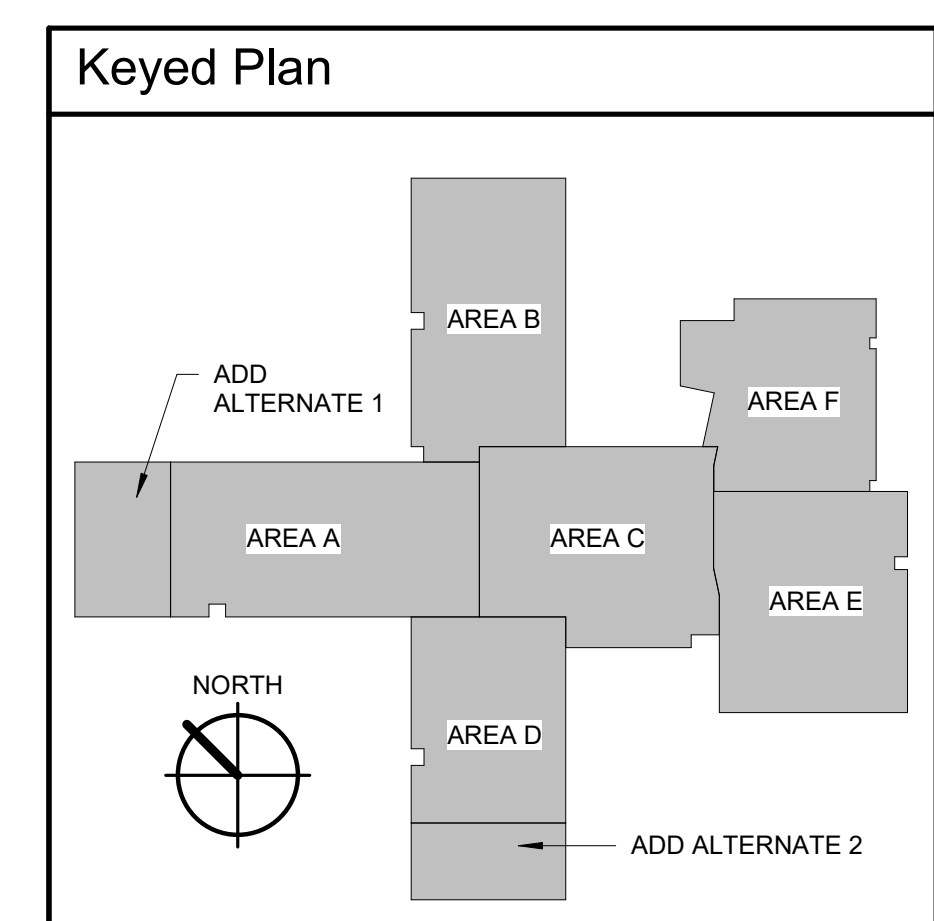 Keyed Plan
AREA B
ADD
ALTERNATE 1
AREA F
AREA A
AREA C
AREA E
NORTH
AREA D
ADD ALTERNATE 2